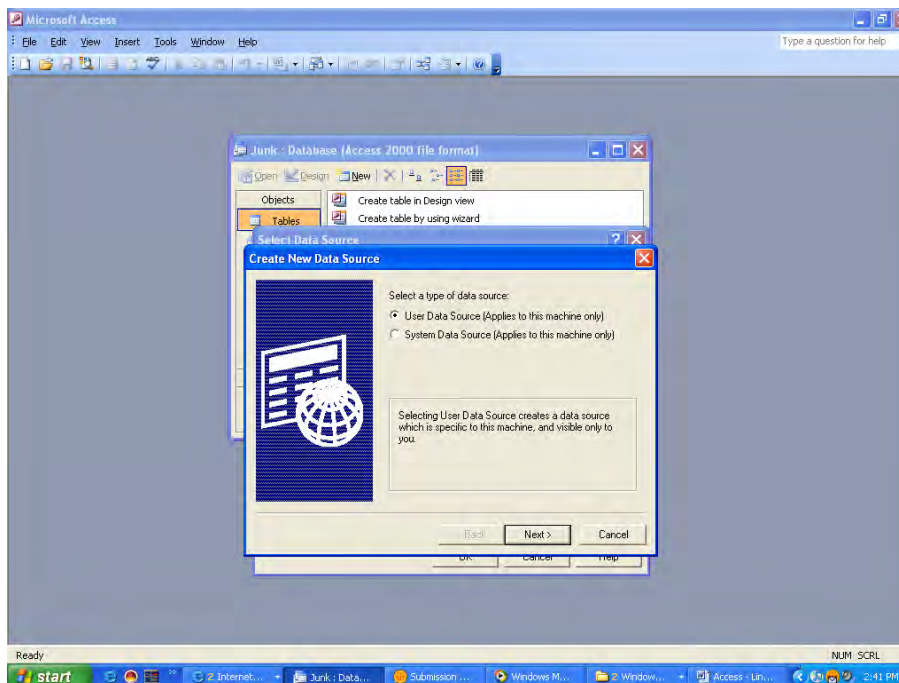 Microsoft Access
File Edit View Insert Tools Window Help
Type a question for help
Junk : Database (Access 2000 file format)
Open Design New
Objects
Create table in Design view
Tables
Create table by using wizard
Select Data Source
Create New Data Source
Select a type of data source:
User Data Source (Applies to this machine only)
System Data Source (Applies to this machine only)
Selecting User Data Source creates a data source
which is specific to this machine, and visible only to
you.
Back Next > Cancel
OK Cancel Help
Ready
NUM SCRL
start
2 Internet...
Junk : Data...
Submission ...
Windows M...
2 Window...
Access - Lin...
2:41 PM